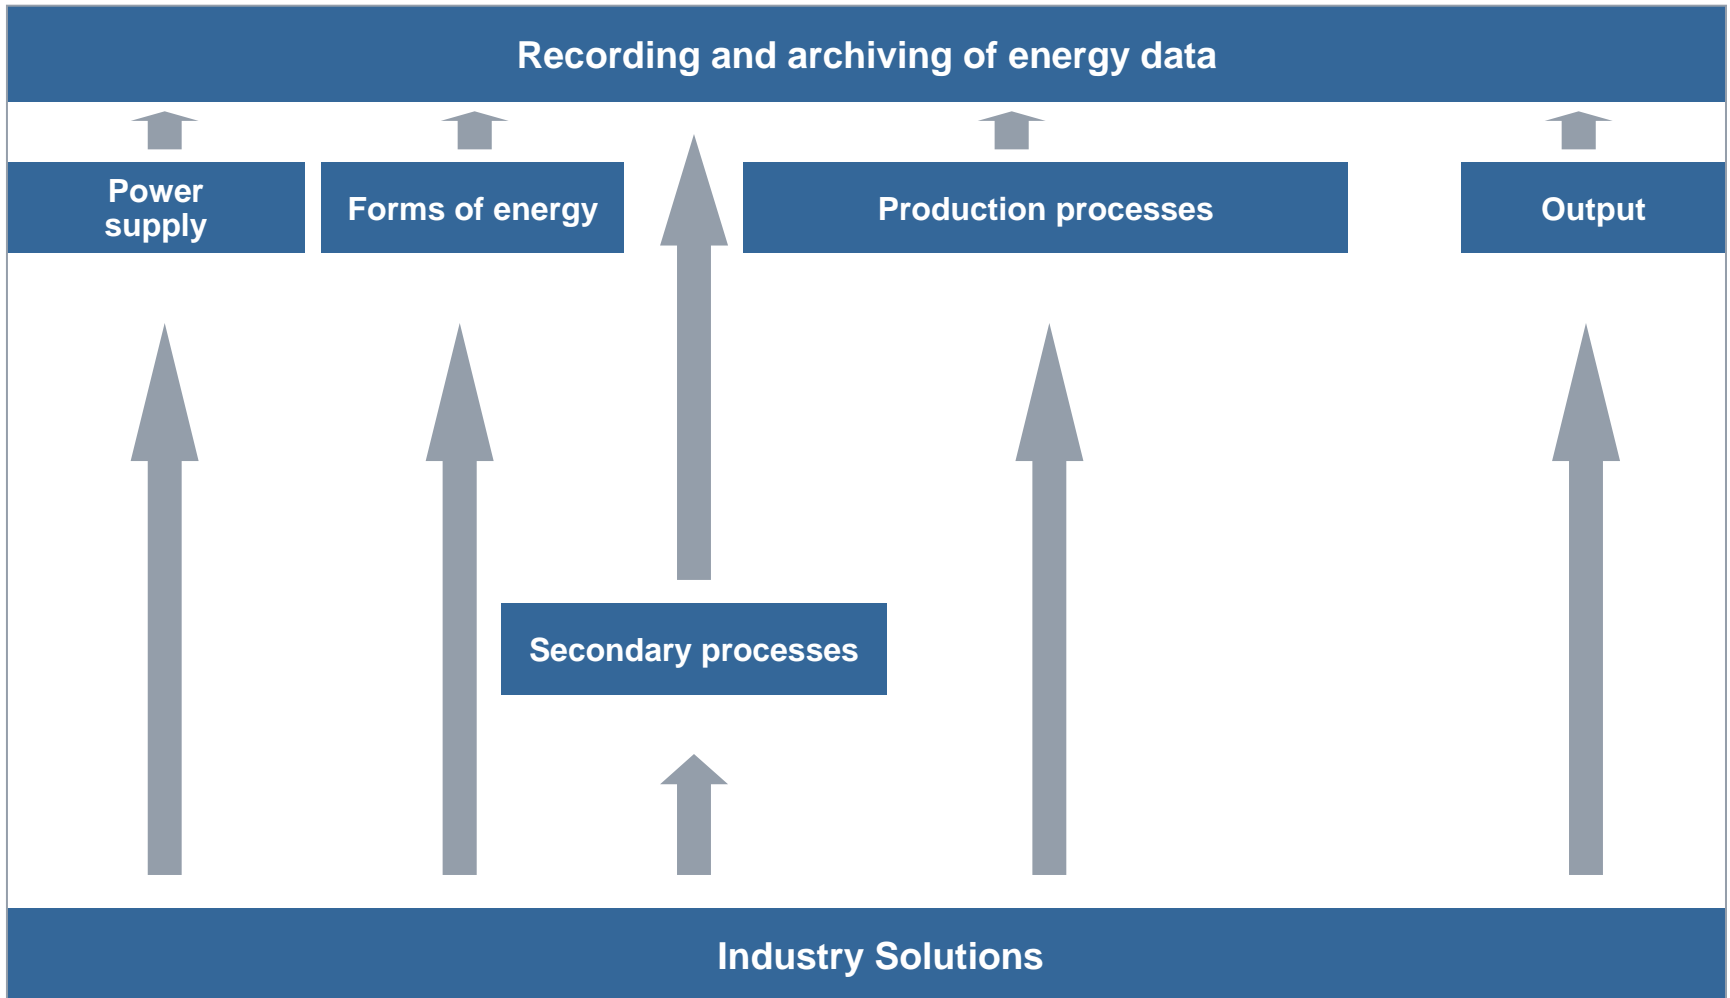 Recording and archiving of energy data
Power
supply
Forms of energy
Production processes
Output
Secondary processes
Industry Solutions